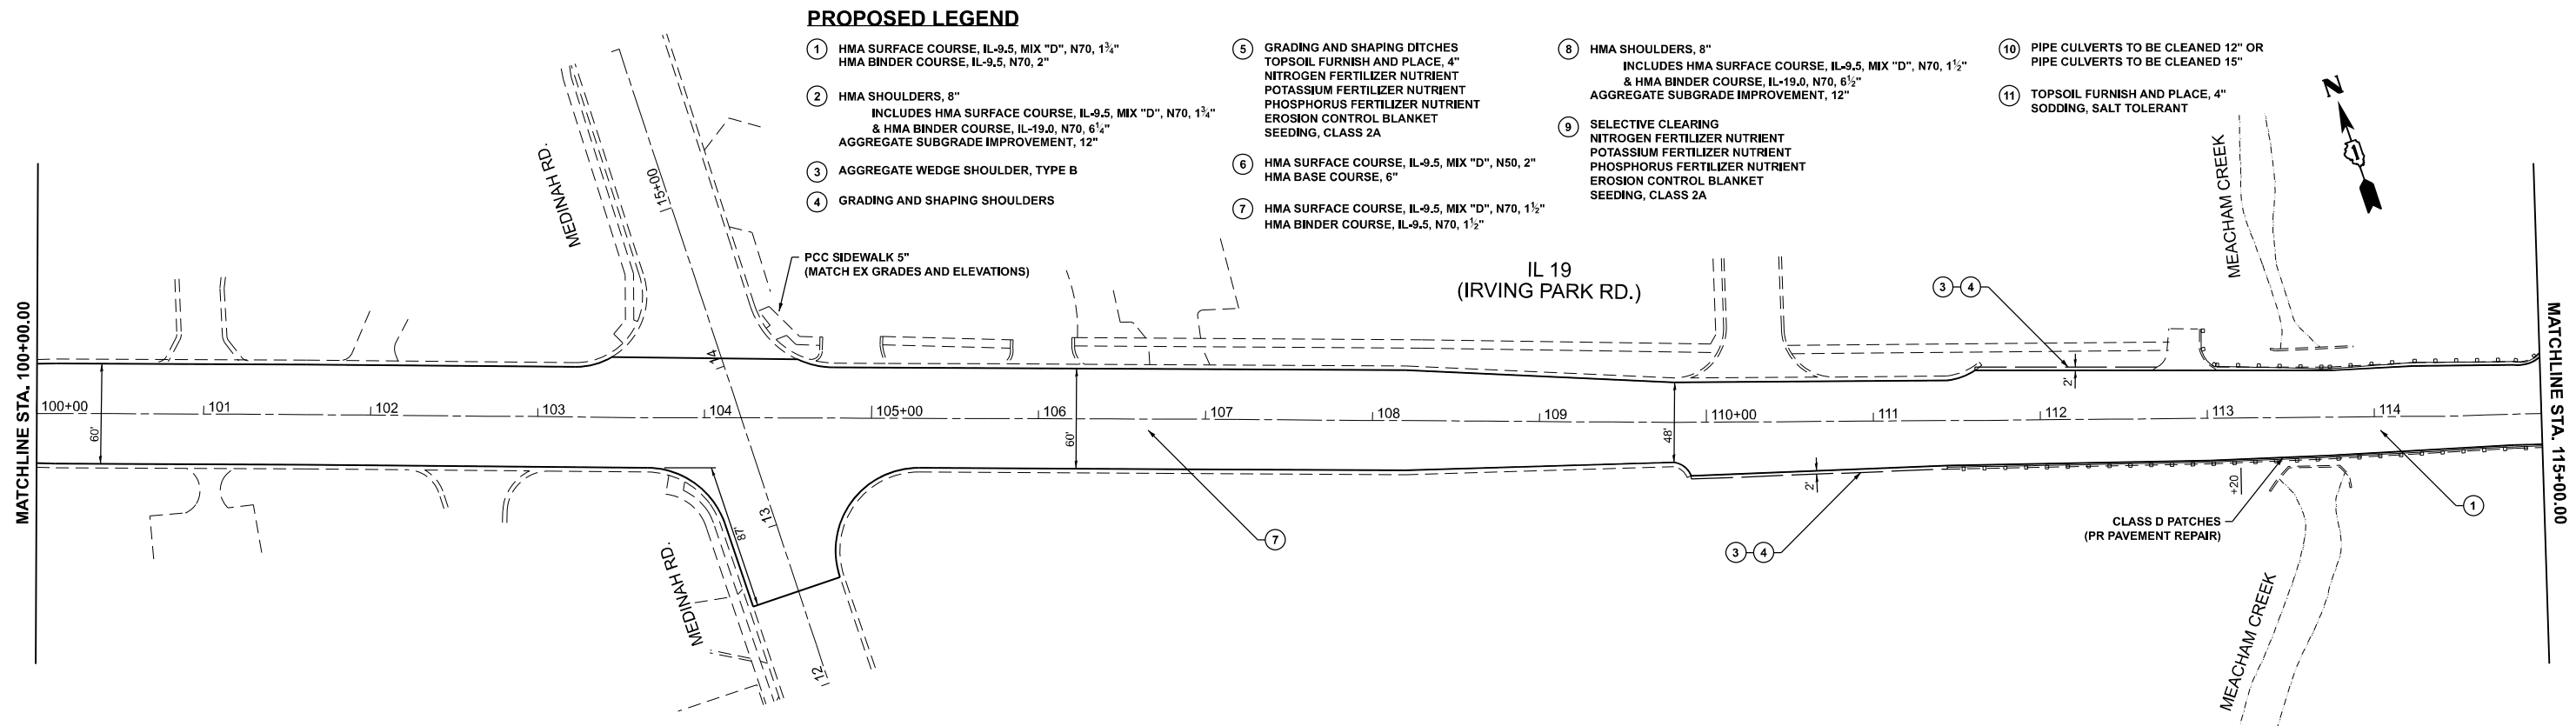 PROPOSED LEGEND
1 HMA SURFACE COURSE, IL-9.5, MIX "D", N70, 1¾"
HMA BINDER COURSE, IL-9.5, N70, 2"
2 HMA SHOULDERS, 8"
INCLUDES HMA SURFACE COURSE, IL-9.5, MIX "D", N70, 1¾"
& HMA BINDER COURSE, IL-19.0, N70, 6¼"
AGGREGATE SUBGRADE IMPROVEMENT, 12"
3 AGGREGATE WEDGE SHOULDER, TYPE B
4 GRADING AND SHAPING SHOULDERS
5 GRADING AND SHAPING DITCHES
TOPSOIL FURNISH AND PLACE, 4"
NITROGEN FERTILIZER NUTRIENT
POTASSIUM FERTILIZER NUTRIENT
PHOSPHORUS FERTILIZER NUTRIENT
EROSION CONTROL BLANKET
SEEDING, CLASS 2A
6 HMA SURFACE COURSE, IL-9.5, MIX "D", N50, 2"
HMA BASE COURSE, 6"
7 HMA SURFACE COURSE, IL-9.5, MIX "D", N70, 1½"
HMA BINDER COURSE, IL-9.5, N70, 1½"
8 HMA SHOULDERS, 8"
INCLUDES HMA SURFACE COURSE, IL-9.5, MIX "D", N70, 1½"
& HMA BINDER COURSE, IL-19.0, N70, 6½"
AGGREGATE SUBGRADE IMPROVEMENT, 12"
9 SELECTIVE CLEARING
NITROGEN FERTILIZER NUTRIENT
POTASSIUM FERTILIZER NUTRIENT
PHOSPHORUS FERTILIZER NUTRIENT
EROSION CONTROL BLANKET
SEEDING, CLASS 2A
10 PIPE CULVERTS TO BE CLEANED 12" OR
PIPE CULVERTS TO BE CLEANED 15"
11 TOPSOIL FURNISH AND PLACE, 4"
SODDING, SALT TOLERANT
N
1
MEDINAH RD.
15+00
14
13
12
PCC SIDEWALK 5"
(MATCH EX GRADES AND ELEVATIONS)
IL 19
(IRVING PARK RD.)
3 4
MEACHAM CREEK
2'
MATCHLINE STA. 100+00.00
100+00 101 102 103 104 105+00 106 107 108 109 110+00 111 112 113 114
60'
60'
48'
87'
2'
+20
MATCHLINE STA. 115+00.00
MEDINAH RD.
7
3 4
CLASS D PATCHES
(PR PAVEMENT REPAIR)
1
MEACHAM CREEK